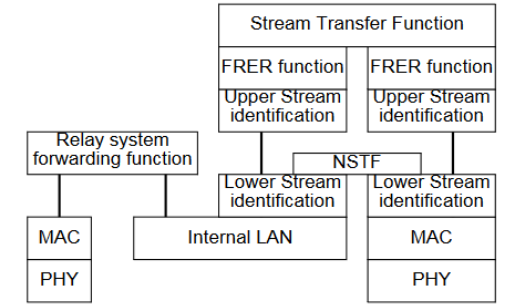 Stream Transfer Function
FRER function
FRER function
Upper Stream
identification
Upper Stream
identification
Relay system
forwarding function
NSTF
Lower Stream
identification
Lower Stream
identification
MAC
Internal LAN
MAC
PHY
PHY